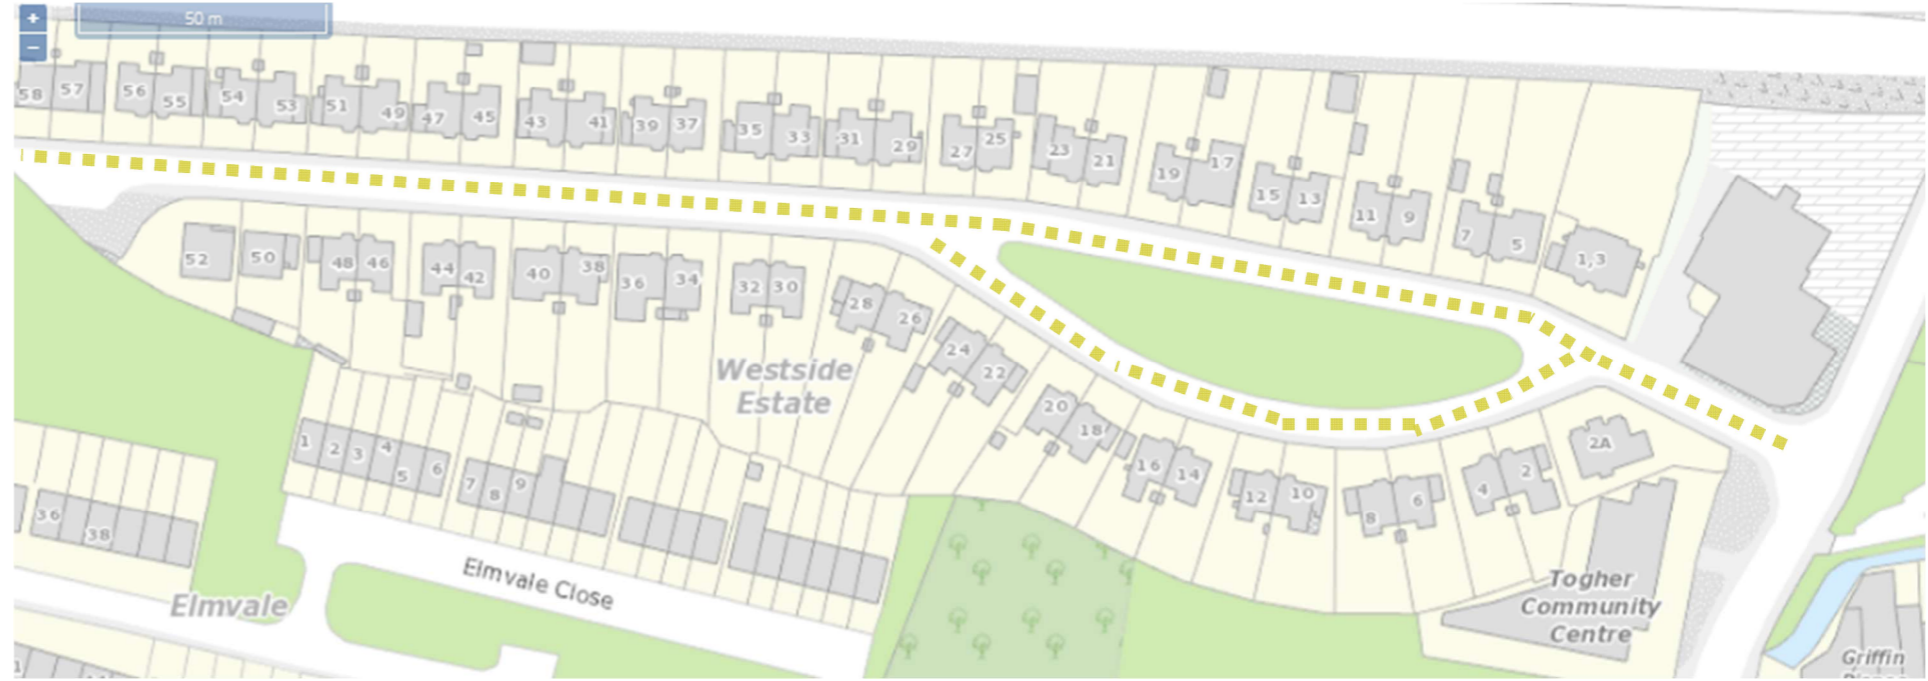 +
50 m
−
58 57 56 55 54 53 51 49 47 45 43 41 39 37 35 33 31 29 27 25 23 21 19 17 15 13 11 9 7 5 1,3
52 50 48 46 44 42 40 38 36 34 32 30 28 26 24 22 20 18 16 14 12 10 8 6 4 2 2A
Westside
Estate
1 2 3 4 5 6 7 8 9
36 38
Elmvale Close
Elmvale
Togher
Community
Centre
Griffin